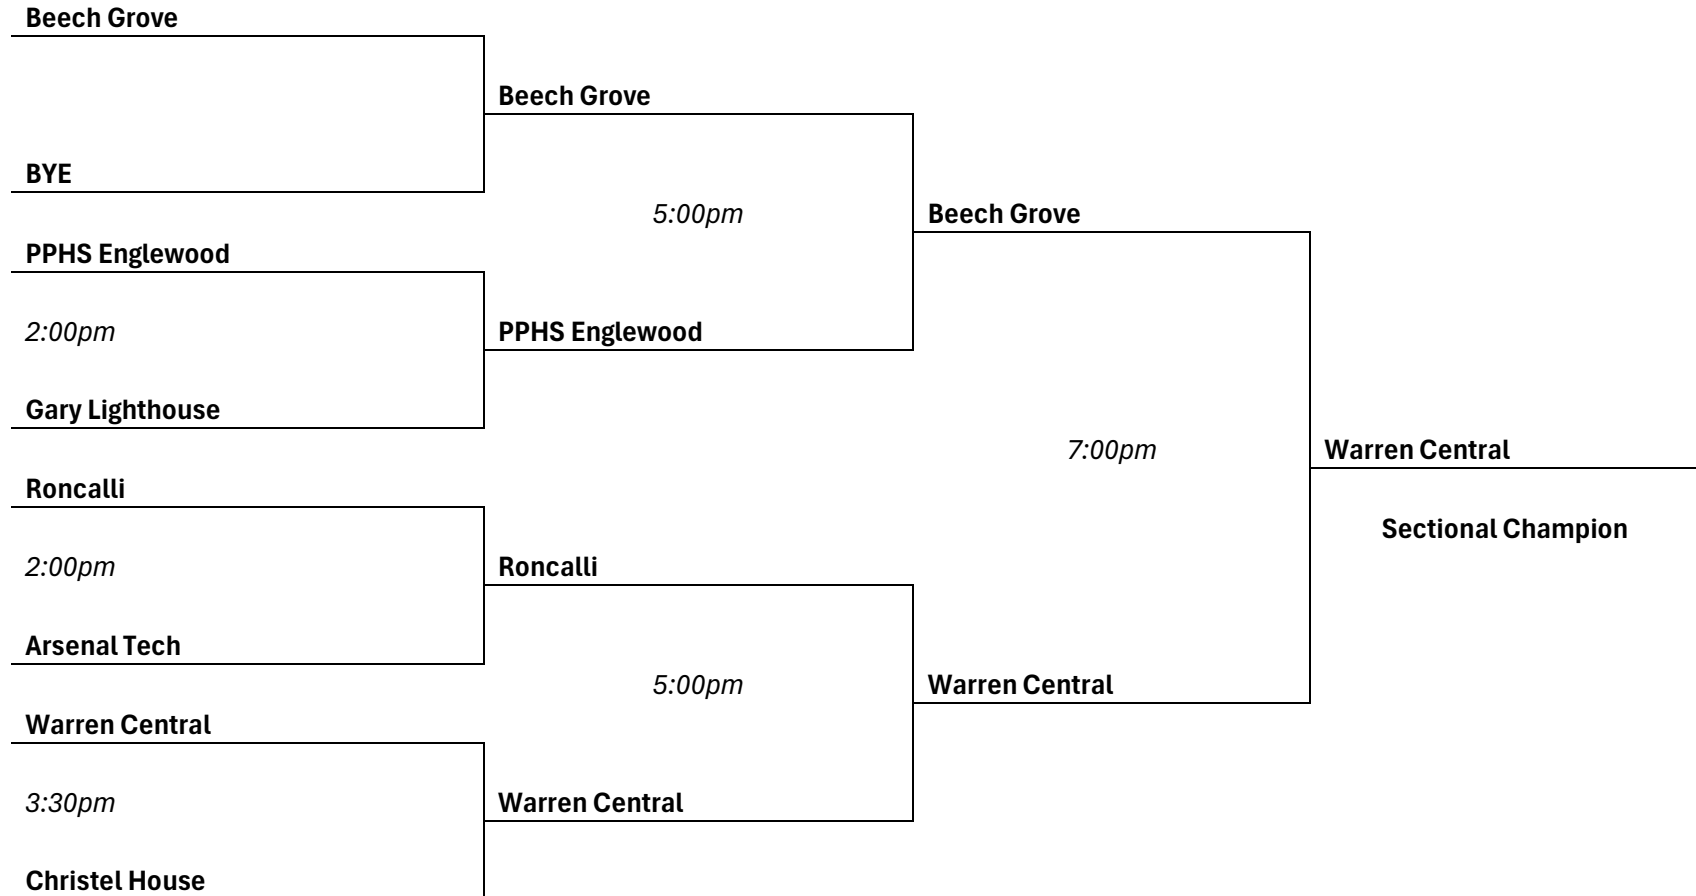 Beech Grove
Beech Grove
BYE
5:00pm
Beech Grove
PPHS Englewood
2:00pm
PPHS Englewood
Gary Lighthouse
7:00pm
Warren Central
Roncalli
Sectional Champion
2:00pm
Roncalli
Arsenal Tech
5:00pm
Warren Central
Warren Central
3:30pm
Warren Central
Christel House